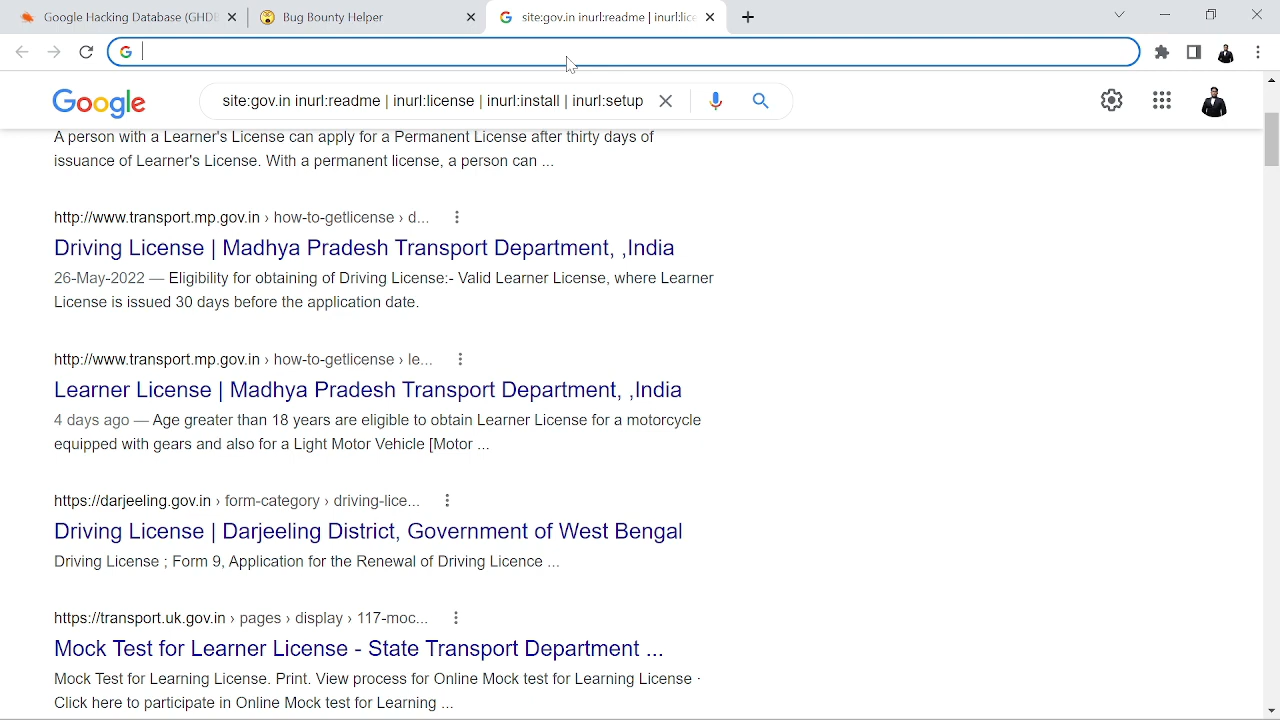 Google Hacking Database (GHDB
Bug Bounty Helper
site:gov.in inurl:readme | inurl:lice
Google
site:gov.in inurl:readme | inurl:license | inurl:install | inurl:setup
A person with a Learner's License can apply for a Permanent License after thirty days of
issuance of Learner's License. With a permanent license, a person can ...
http://www.transport.mp.gov.in › how-to-getlicense › d...
Driving License | Madhya Pradesh Transport Department, ,India
26-May-2022 — Eligibility for obtaining of Driving License:- Valid Learner License, where Learner
License is issued 30 days before the application date.
http://www.transport.mp.gov.in › how-to-getlicense › le...
Learner License | Madhya Pradesh Transport Department, ,India
4 days ago — Age greater than 18 years are eligible to obtain Learner License for a motorcycle
equipped with gears and also for a Light Motor Vehicle [Motor ...
https://darjeeling.gov.in › form-category › driving-lice...
Driving License | Darjeeling District, Government of West Bengal
Driving License ; Form 9, Application for the Renewal of Driving Licence ...
https://transport.uk.gov.in › pages › display › 117-moc...
Mock Test for Learner License - State Transport Department ...
Mock Test for Learning License. Print. View process for Online Mock test for Learning License ·
Click here to participate in Online Mock test for Learning ...